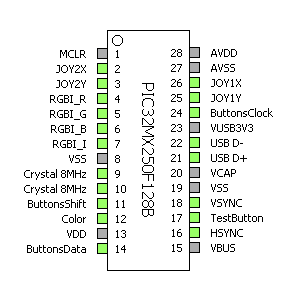 MCLR 1 28 AVDD
JOY2X 2 27 AVSS
JOY2Y 3 26 JOY1X
RGBI_R 4 25 JOY1Y
RGBI_G 5 24 ButtonsClock
RGBI_B 6 23 VUSB3V3
RGBI_I 7 22 USB D-
VSS 8 21 USB D+
Crystal 8MHz 9 20 VCAP
Crystal 8MHz 10 19 VSS
ButtonsShift 11 18 VSYNC
Color 12 17 TestButton
VDD 13 16 HSYNC
ButtonsData 14 15 VBUS
PIC32MX250F128B